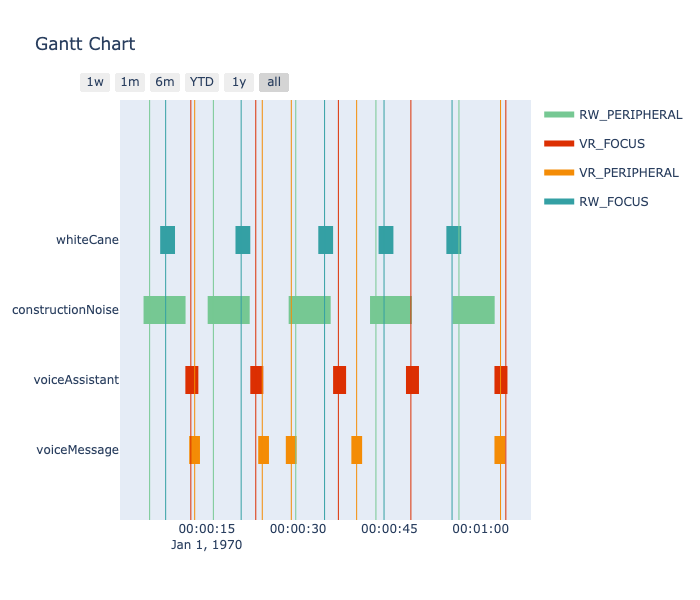 Gantt Chart
1w 1m 6m YTD 1y all
RW_PERIPHERAL
VR_FOCUS
VR_PERIPHERAL
RW_FOCUS
whiteCane
constructionNoise
voiceAssistant
voiceMessage
00:00:15 00:00:30 00:00:45 00:01:00
Jan 1, 1970